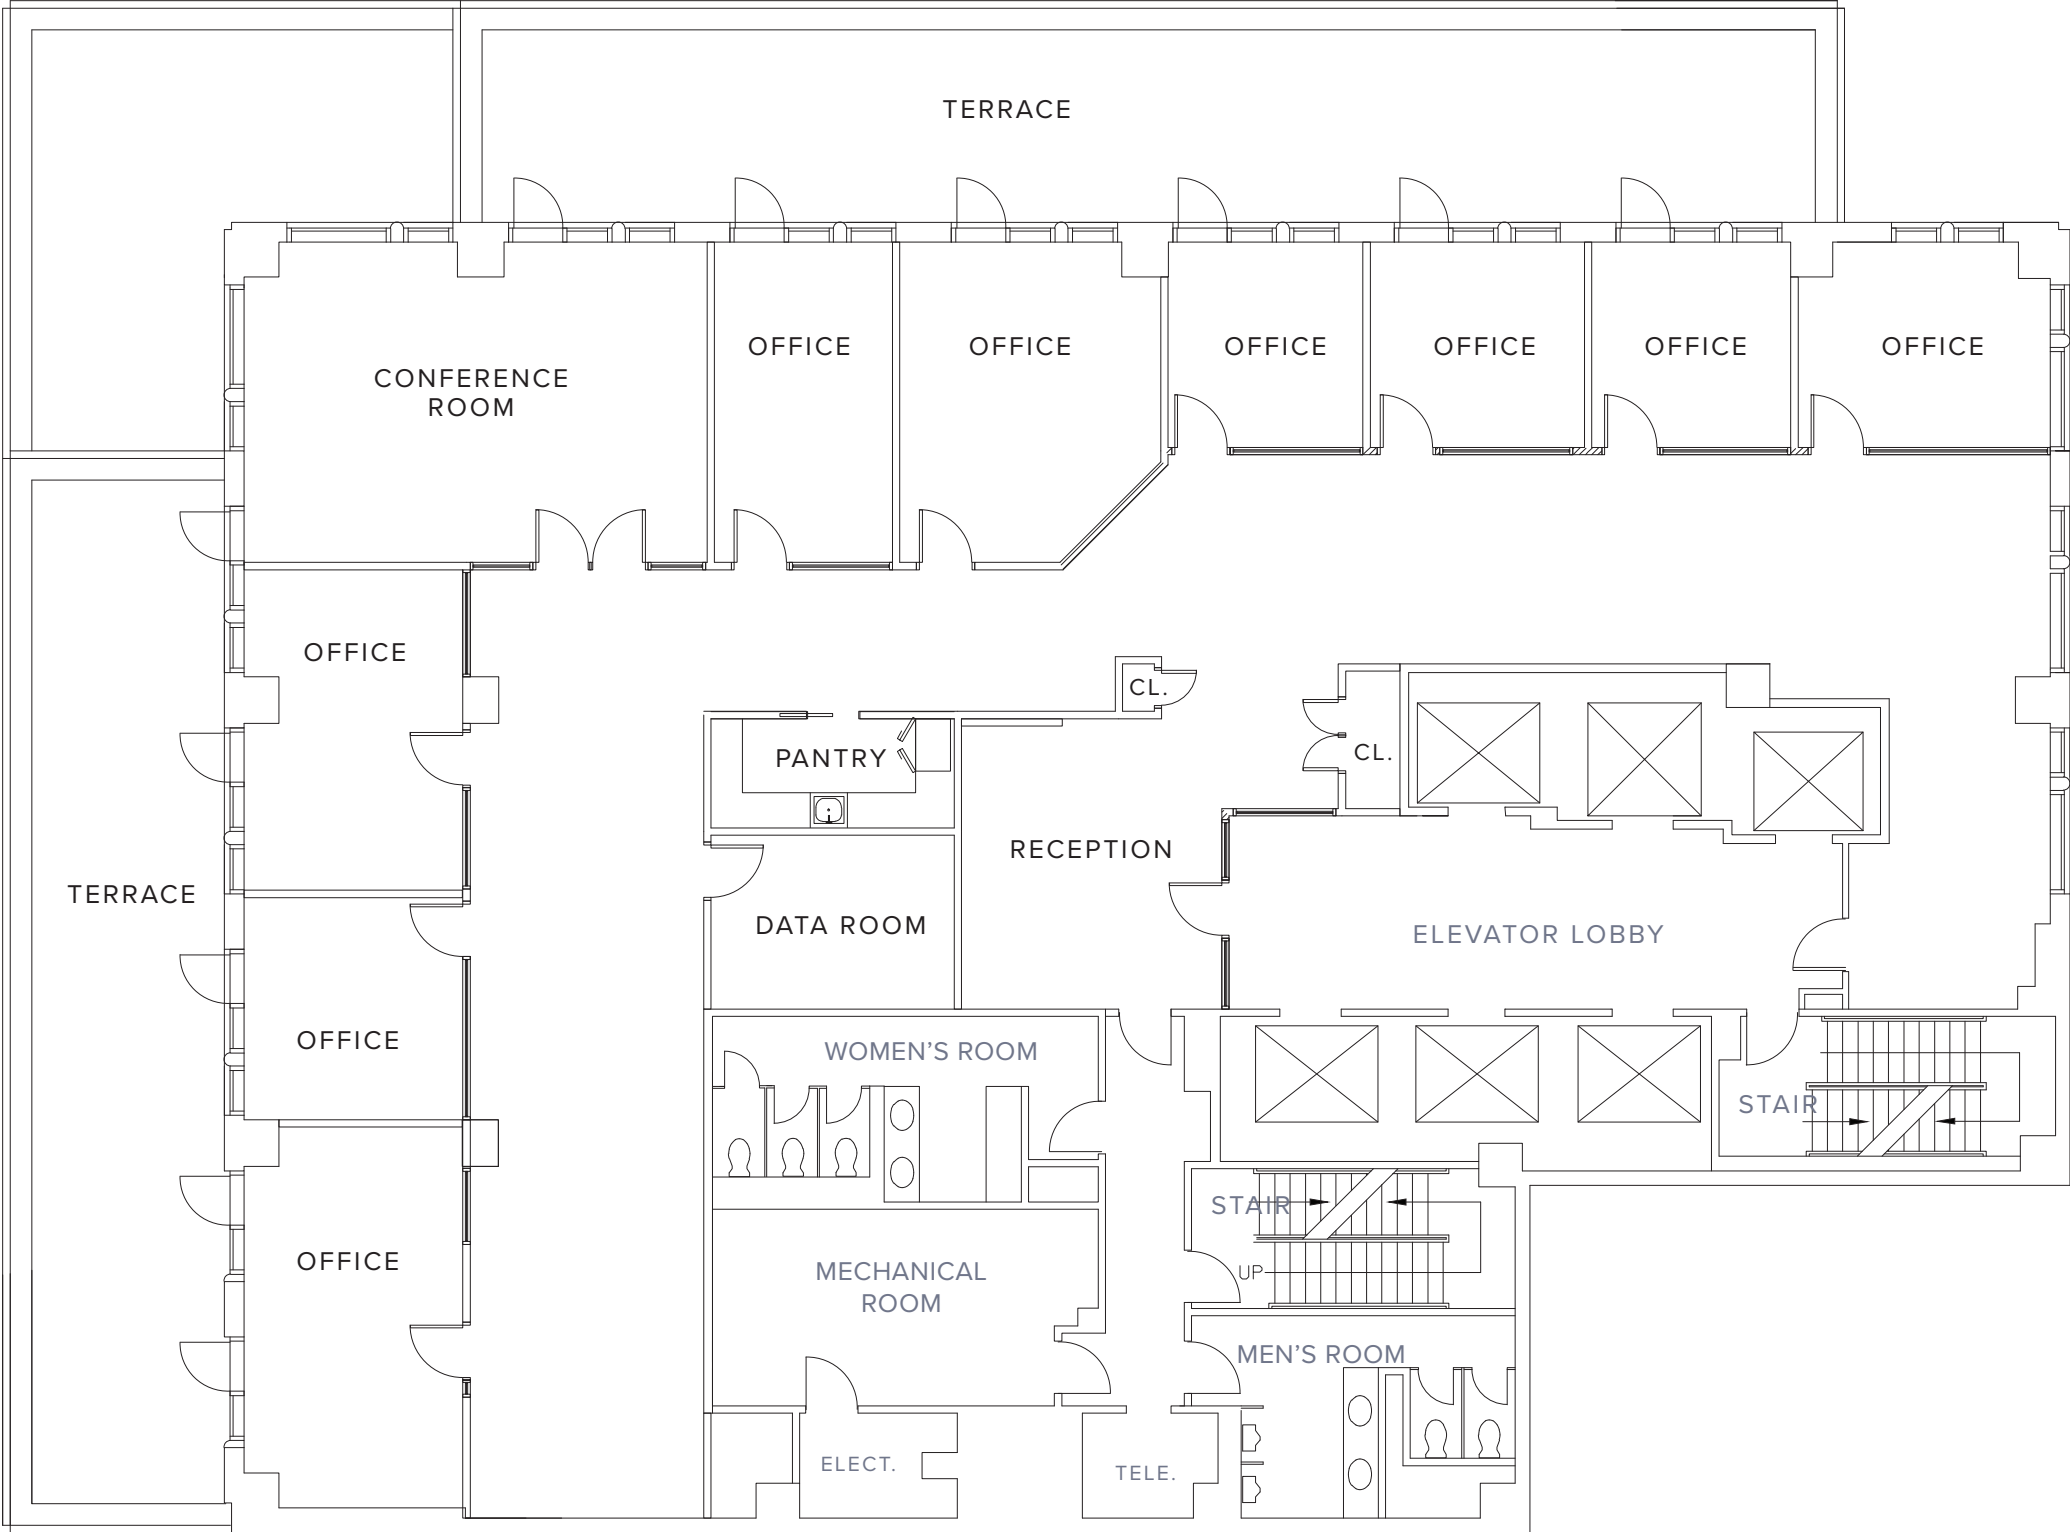 TERRACE
OFFICE
OFFICE
OFFICE
OFFICE
OFFICE
OFFICE
CONFERENCE
ROOM
OFFICE
CL.
CL.
PANTRY
RECEPTION
TERRACE
DATA ROOM
ELEVATOR LOBBY
OFFICE
WOMEN'S ROOM
STAIR
STAIR
OFFICE
MECHANICAL
ROOM
UP
MEN'S ROOM
ELECT.
TELE.